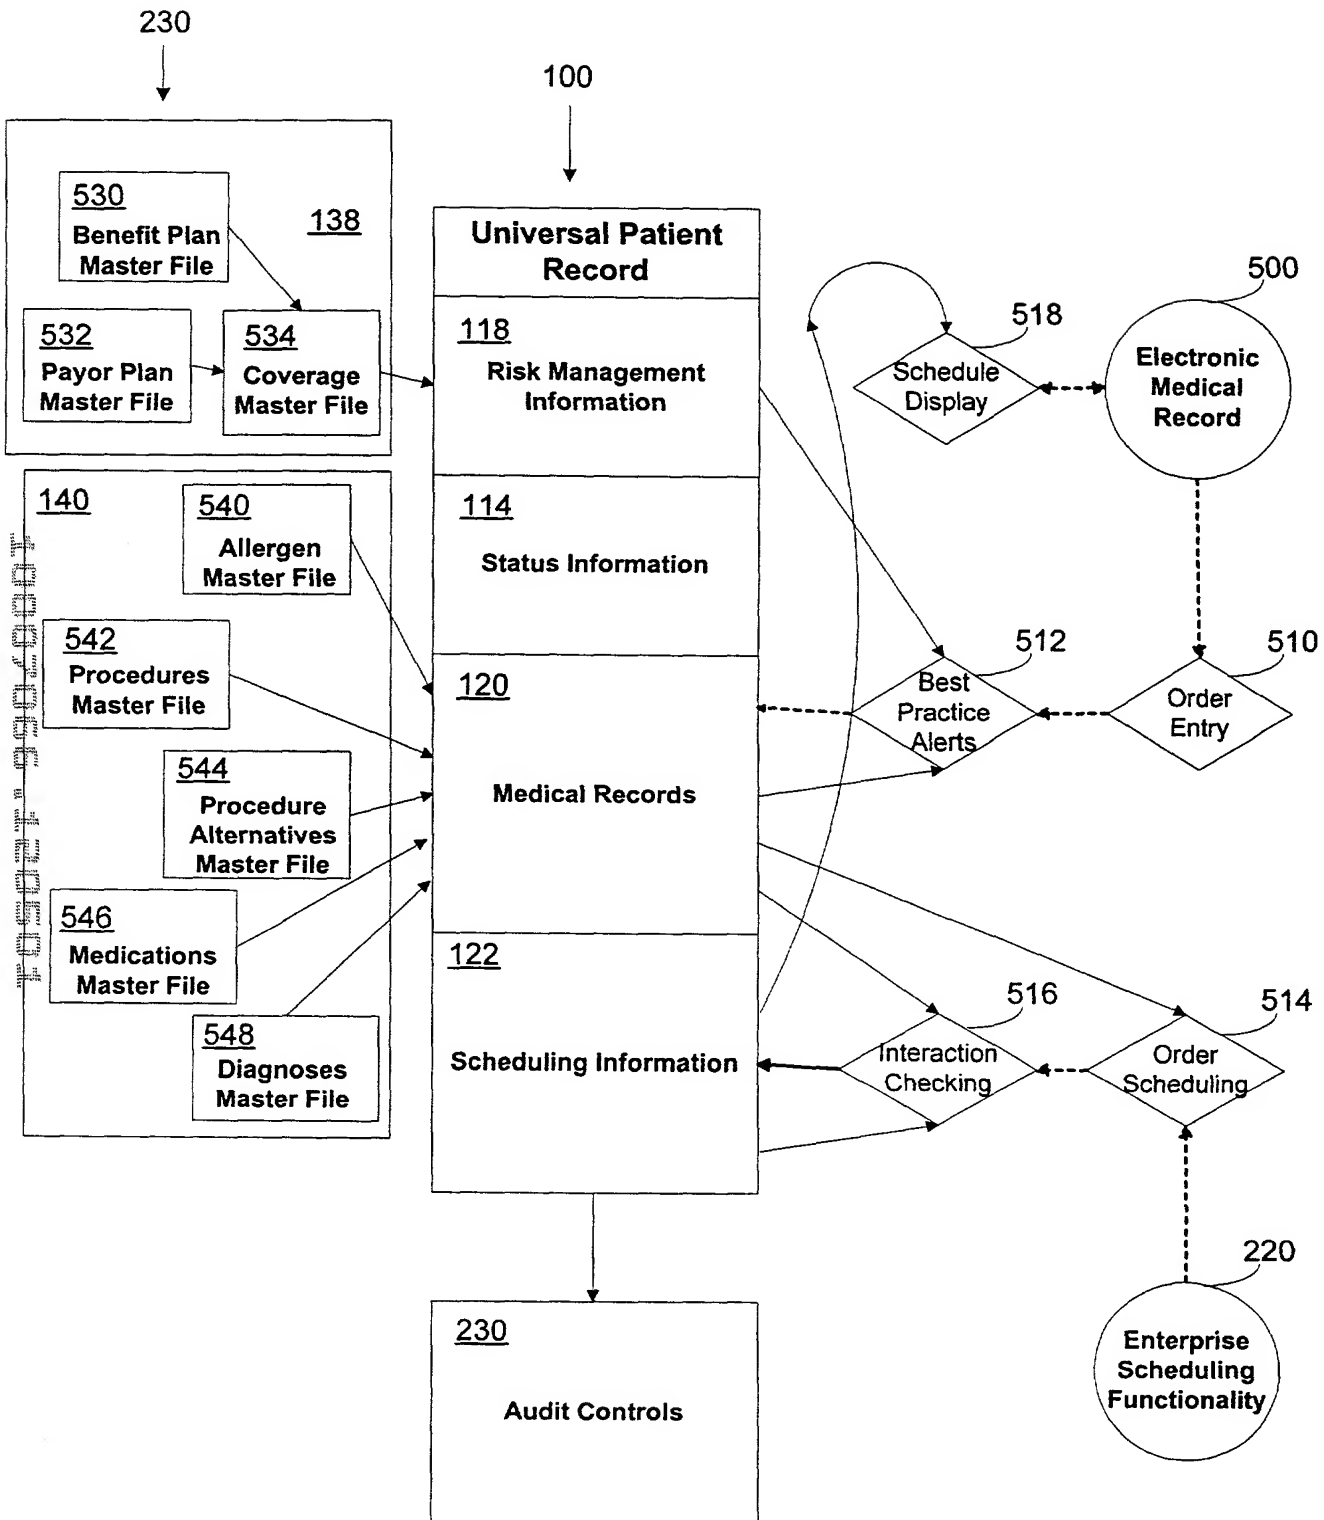 230
100
530
Benefit Plan
Master File
138
532
Payor Plan
Master File
534
Coverage
Master File
Universal Patient
Record
118
Risk Management
Information
114
Status Information
120
Medical Records
122
Scheduling Information
140
540
Allergen
Master File
542
Procedures
Master File
544
Procedure
Alternatives
Master File
546
Medications
Master File
548
Diagnoses
Master File
518
Schedule
Display
500
Electronic
Medical
Record
512
Best
Practice
Alerts
510
Order
Entry
516
Interaction
Checking
514
Order
Scheduling
220
Enterprise
Scheduling
Functionality
230
Audit Controls